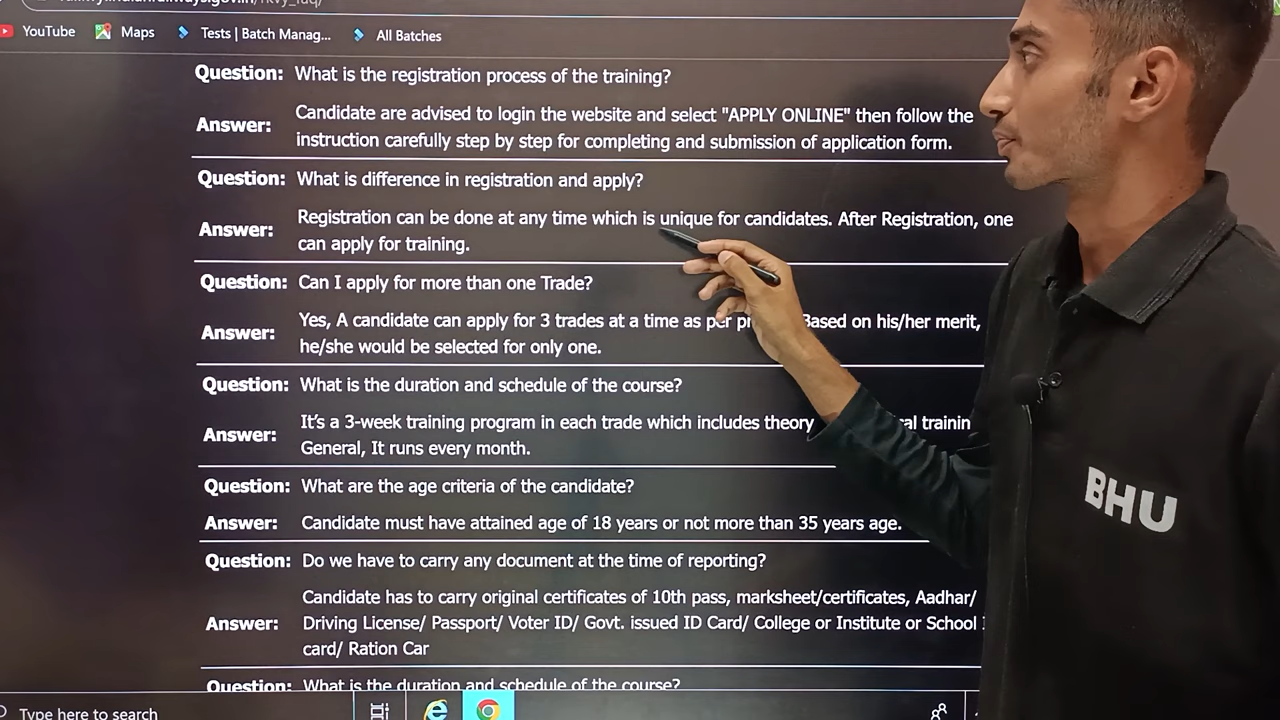 YouTube Maps Tests | Batch Manag... All Batches
Question: What is the registration process of the training?
Answer: Candidate are advised to login the website and select "APPLY ONLINE" then follow the
instruction carefully step by step for completing and submission of application form.
Question: What is difference in registration and apply?
Answer: Registration can be done at any time which is unique for candidates. After Registration, one
can apply for training.
Question: Can I apply for more than one Trade?
Answer: Yes, A candidate can apply for 3 trades at a time as per Based on his/her merit,
he/she would be selected for only one.
Question: What is the duration and schedule of the course?
Answer: It's a 3-week training program in each trade which includes theory
General, It runs every month.
Question: What are the age criteria of the candidate?
Answer: Candidate must have attained age of 18 years or not more than 35 years age.
Question: Do we have to carry any document at the time of reporting?
Answer: Candidate has to carry original certificates of 10th pass, marksheet/certificates, Aadhar/
Driving License/ Passport/ Voter ID/ Govt. issued ID Card/ College or Institute or School
card/ Ration Car
Question: What is the duration and schedule of the course?
Type here to search
BHU